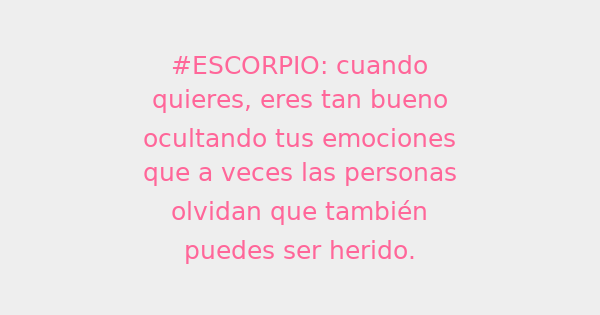 #ESCORPIO: cuando
quieres, eres tan bueno
ocultando tus emociones
que a veces las personas
olvidan que también
puedes ser herido.